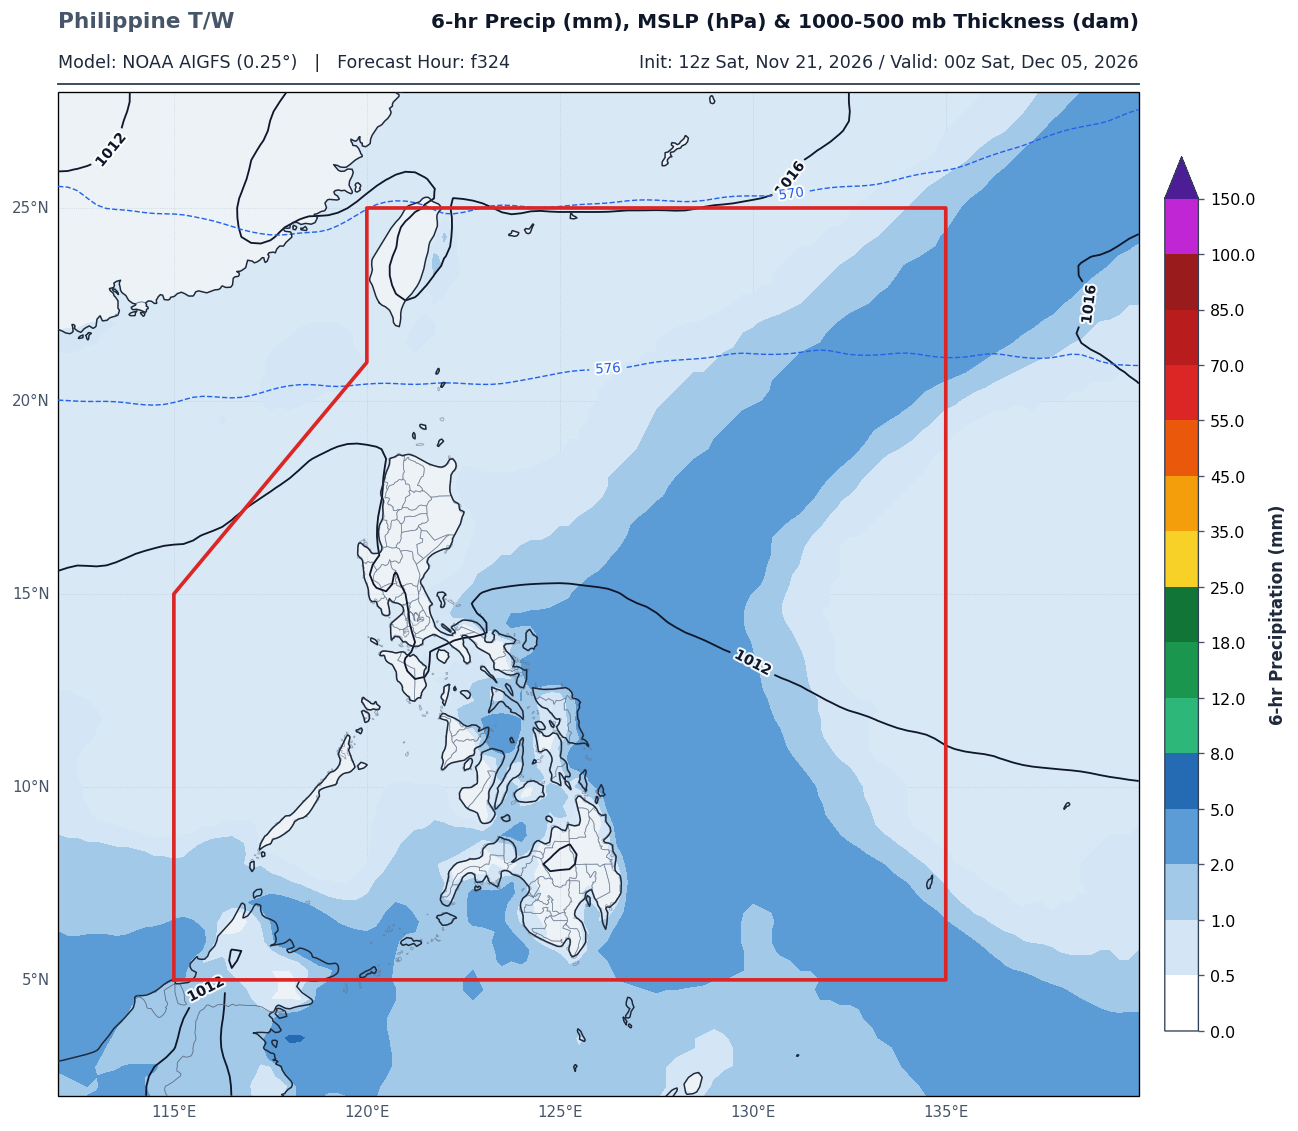 Philippine T/W
6-hr Precip (mm), MSLP (hPa) & 1000-500 mb Thickness (dam)
Model: NOAA AIGFS (0.25°) | Forecast Hour: f324
Init: 12z Sat, Nov 21, 2026 / Valid: 00z Sat, Dec 05, 2026
1012
1016
570
25°N
1016
576
20°N
15°N
1012
10°N
5°N
1012
115°E
120°E
125°E
130°E
135°E
150.0
100.0
85.0
70.0
55.0
45.0
35.0
25.0
18.0
12.0
8.0
5.0
2.0
1.0
0.5
0.0
6-hr Precipitation (mm)